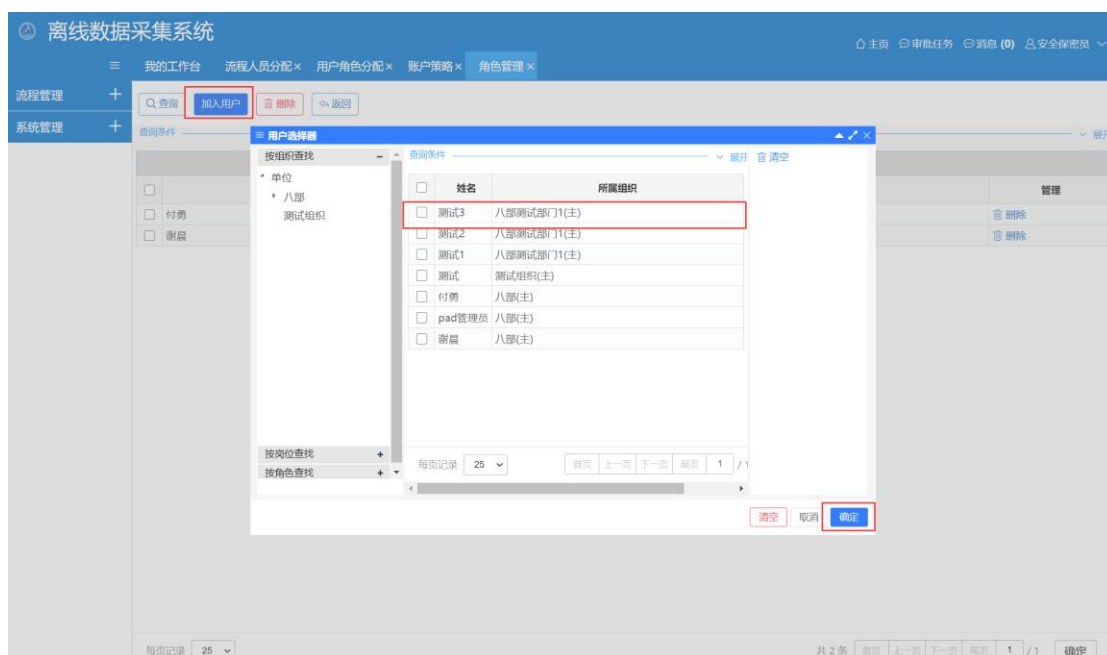 离线数据采集系统
主页 审批任务 消息 (0) 安全保密员
我的工作台 流程人员分配× 用户角色分配× 账户策略× 角色管理×
流程管理 +
系统管理 +
查询 加入用户 删除 返回
查询条件 展开
管理
付勇 删除
谢晨 删除
用户选择器
按组织查找 -
单位
八部
测试组织
按岗位查找 +
按角色查找 +
查询条件 展开
清空
姓名 所属组织
测试3 八部测试部门1(主)
测试2 八部测试部门1(主)
测试1 八部测试部门1(主)
测试 测试组织(主)
付勇 八部(主)
pad管理员 八部(主)
谢晨 八部(主)
每页记录 25 首页 上一页 下一页 尾页 1 / 1
清空 取消 确定
每页记录 25 共2条 首页 上一页 下一页 尾页 1 / 1 确定